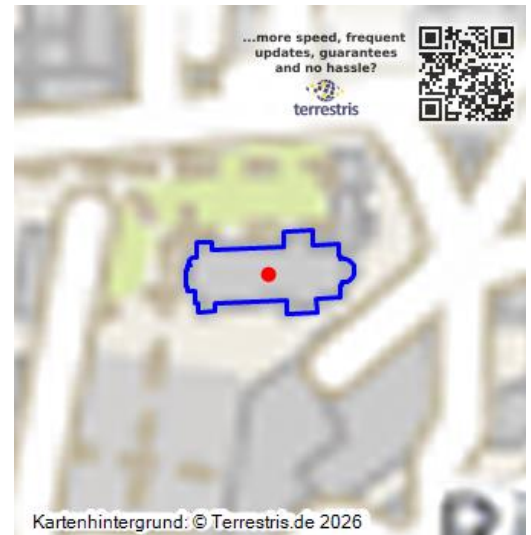 ...more speed, frequent
updates, guarantees
and no hassle?
terrestris
Kartenhintergrund: © Terrestris.de 2026